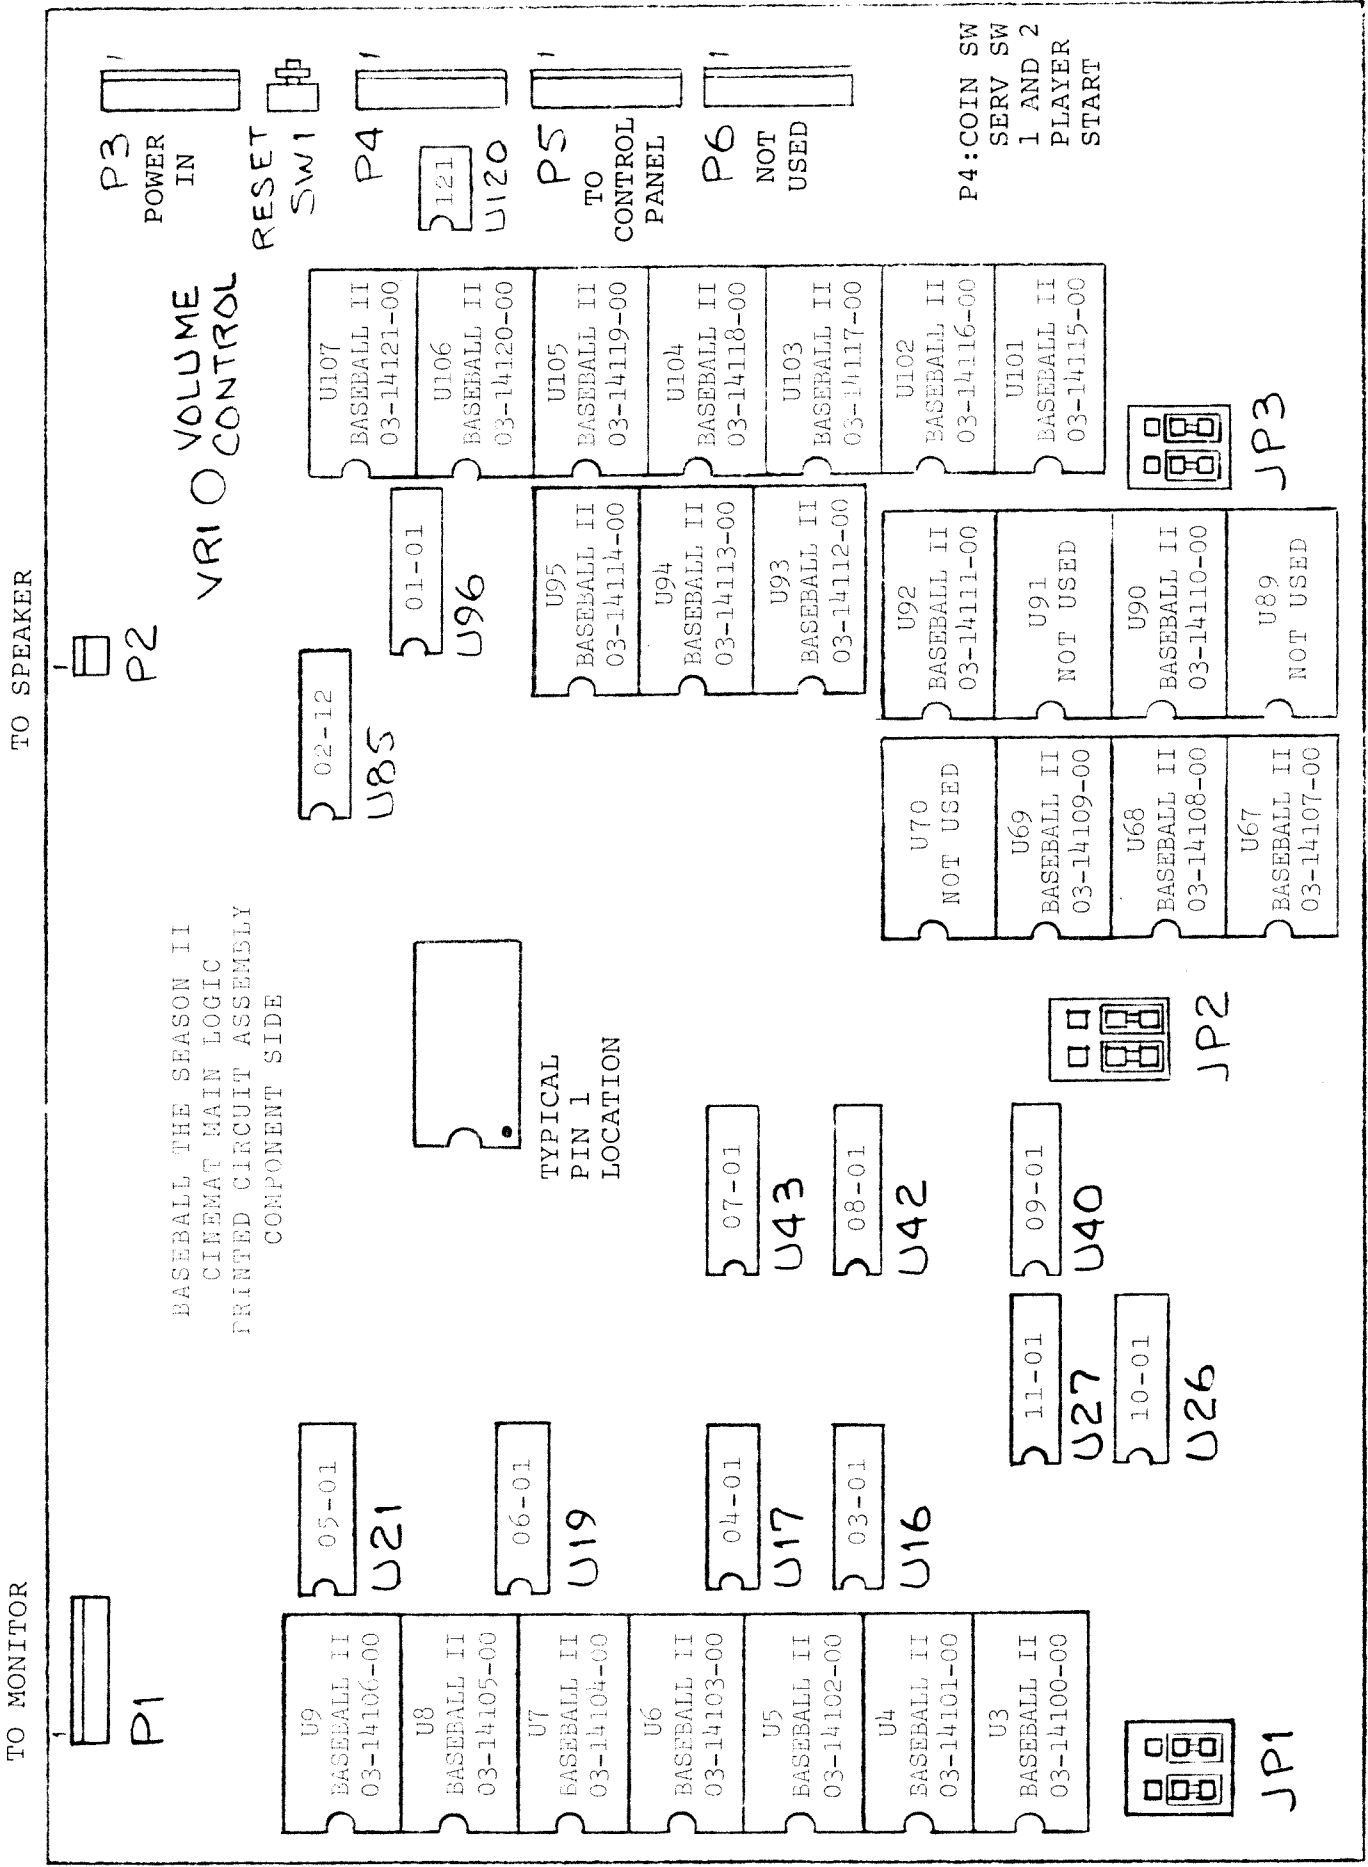 TO MONITOR
TO SPEAKER
1
P1
1
P2
P3
POWER
IN
1
BASEBALL THE SEASON II
CINEMAT MAIN LOGIC
PRINTED CIRCUIT ASSEMBLY
COMPONENT SIDE
VR1
VOLUME
CONTROL
RESET
SW1
P4
1
121
U120
P5
TO
CONTROL
PANEL
1
P6
NOT
USED
1
P4:COIN SW
SERV SW
1 AND 2
PLAYER
START
U9
BASEBALL II
03-14106-00
U8
BASEBALL II
03-14105-00
U7
BASEBALL II
03-14104-00
U6
BASEBALL II
03-14103-00
U5
BASEBALL II
03-14102-00
U4
BASEBALL II
03-14101-00
U3
BASEBALL II
03-14100-00
JP1
05-01
U21
06-01
U19
04-01
U17
03-01
U16
11-01
U27
10-01
U26
07-01
U43
08-01
U42
09-01
U40
TYPICAL
PIN 1
LOCATION
JP2
02-12
U85
01-01
U96
U70
NOT USED
U69
BASEBALL II
03-14109-00
U68
BASEBALL II
03-14108-00
U67
BASEBALL II
03-14107-00
U95
BASEBALL II
03-14114-00
U94
BASEBALL II
03-14113-00
U93
BASEBALL II
03-14112-00
U92
BASEBALL II
03-14111-00
U91
NOT USED
U90
BASEBALL II
03-14110-00
U89
NOT USED
U107
BASEBALL II
03-14121-00
U106
BASEBALL II
03-14120-00
U105
BASEBALL II
03-14119-00
U104
BASEBALL II
03-14118-00
U103
BASEBALL II
03-14117-00
U102
BASEBALL II
03-14116-00
U101
BASEBALL II
03-14115-00
JP3